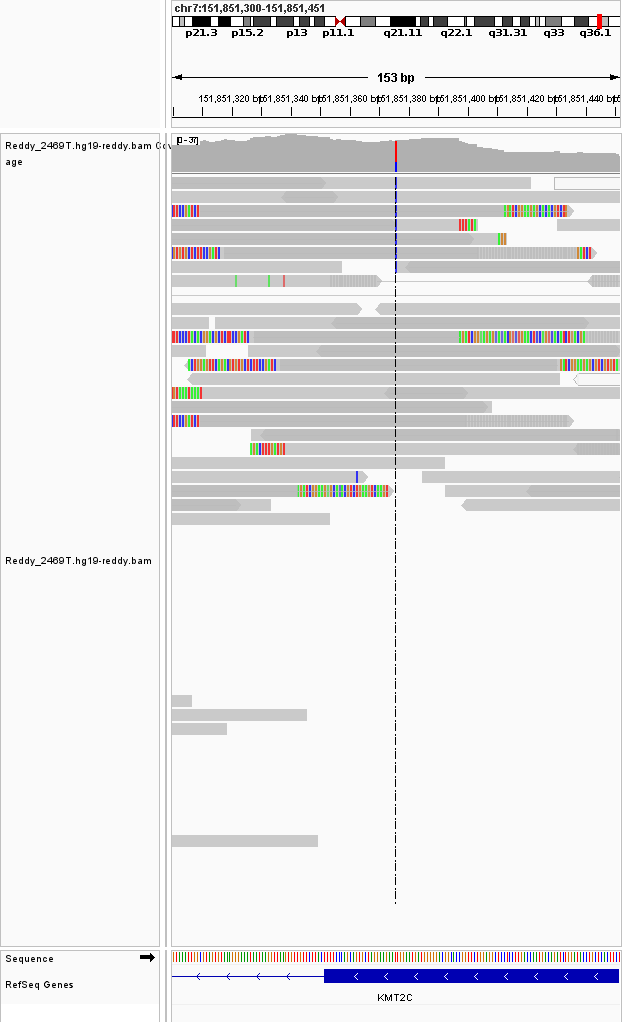 chr7:151,851,300-151,851,451
p21.3 p15.2 p13 p11.1 q21.11 q22.1 q31.31 q33 q36.1
153 bp
151,851,320 bp 151,851,340 bp 151,851,360 bp 151,851,380 bp 151,851,400 bp 151,851,420 bp 151,851,440 bp
Reddy_2469T.hg19-reddy.bam Cov
age
[0-37]
Reddy_2469T.hg19-reddy.bam
Sequence
RefSeq Genes
KMT2C